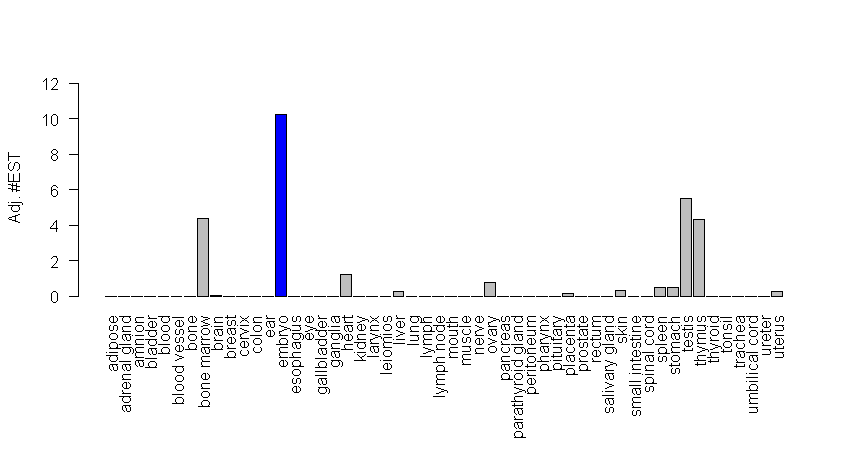 Adj. #EST
12
10
8
6
4
2
0
adipose
adrenal gland
amnion
bladder
blood
blood vessel
bone
bone marrow
brain
breast
cervix
colon
ear
embryo
esophagus
eye
gallbladder
ganglia
heart
kidney
larynx
leiomios
liver
lung
lymph
lymph node
mouth
muscle
nerve
ovary
pancreas
parathyroid gland
peritoneum
pharynx
pituitary
placenta
prostate
rectum
salivary gland
skin
small intestine
spinal cord
spleen
stomach
testis
thymus
thyroid
tonsil
trachea
umbilical cord
ureter
uterus